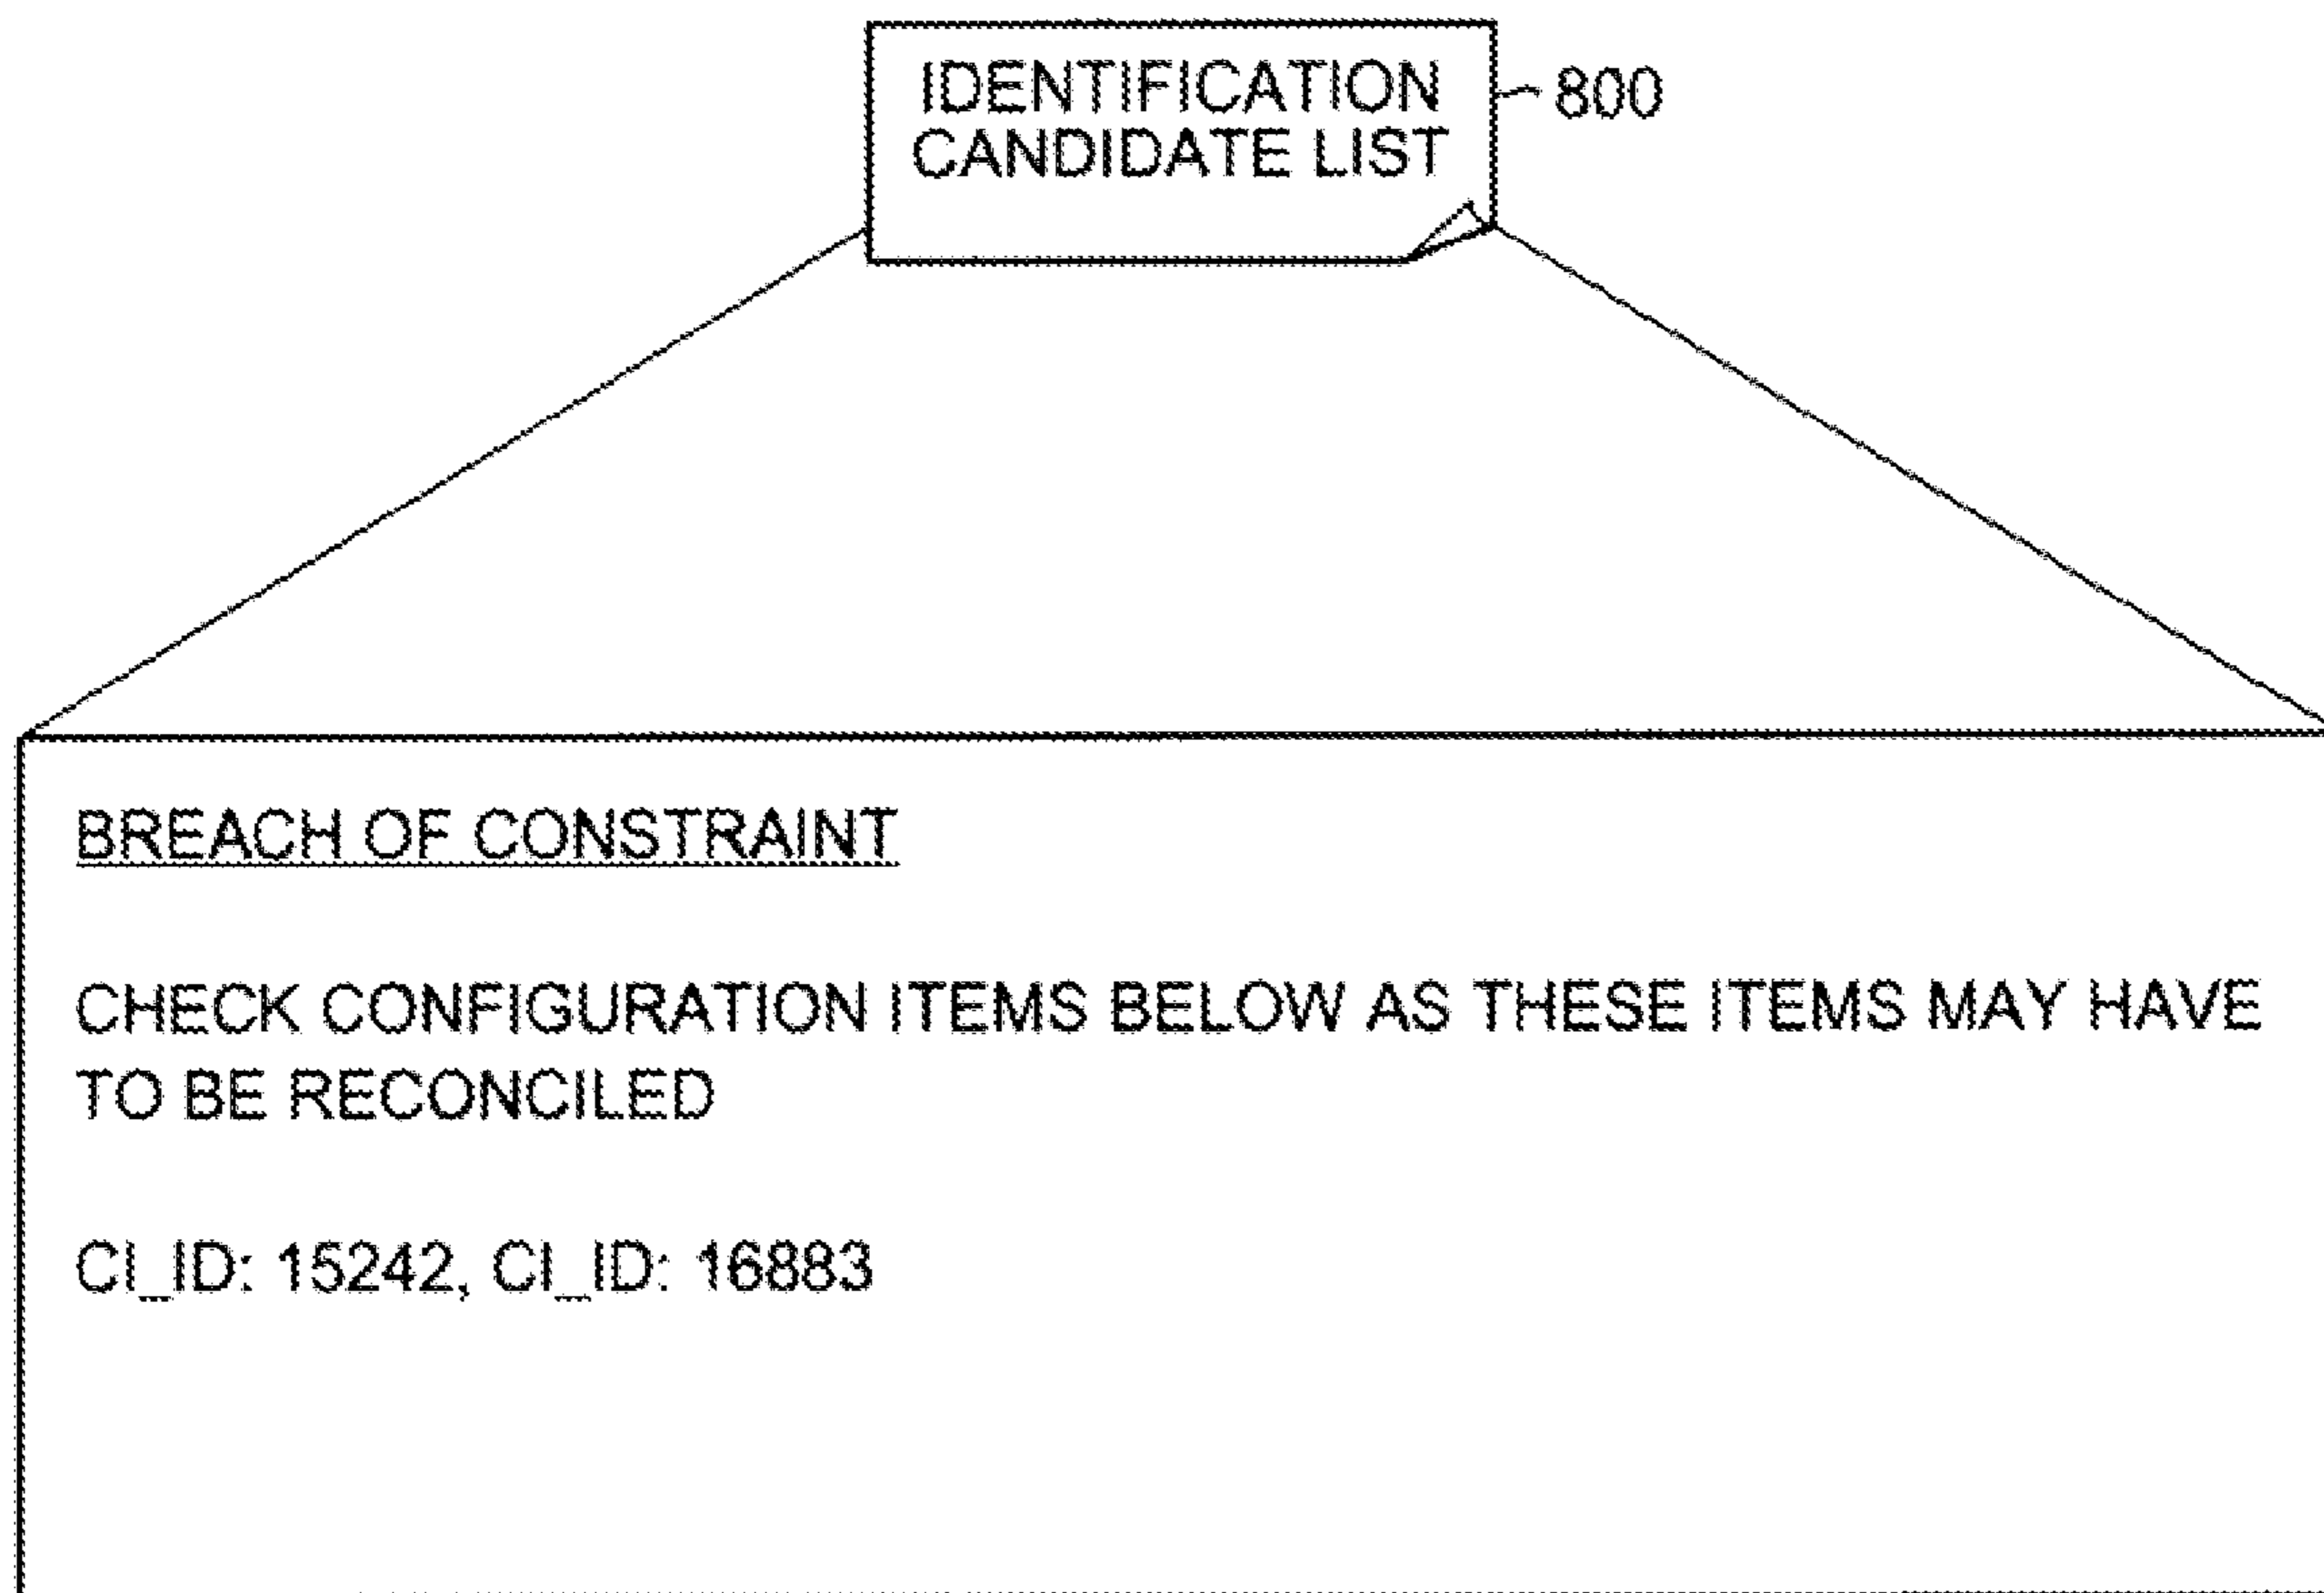 IDENTIFICATION
CANDIDATE LIST
800
BREACH OF CONSTRAINT
CHECK CONFIGURATION ITEMS BELOW AS THESE ITEMS MAY HAVE
TO BE RECONCILED
CI_ID: 15242, CI_ID: 16883